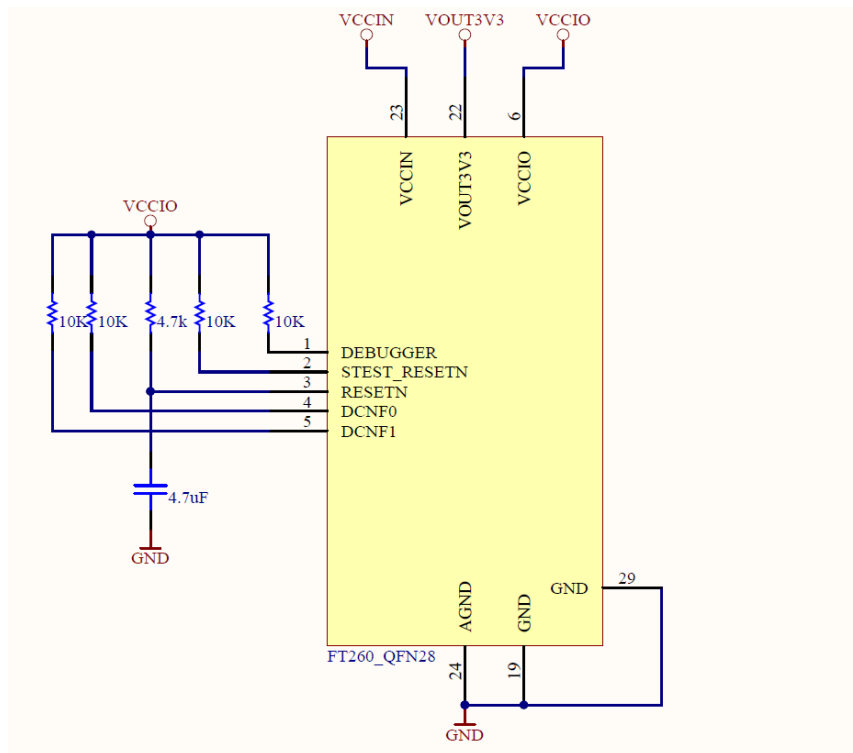 VCCIN VOUT3V3 VCCIO
23 22 6
VCCIN VOUT3V3 VCCIO
VCCIO
10K 10K 4.7k 10K 10K
1 DEBUGGER
2 STEST_RESETN
3 RESETN
4 DCNF0
5 DCNF1
4.7uF
GND
29
GND
AGND GND
FT260_QFN28
24 19
GND